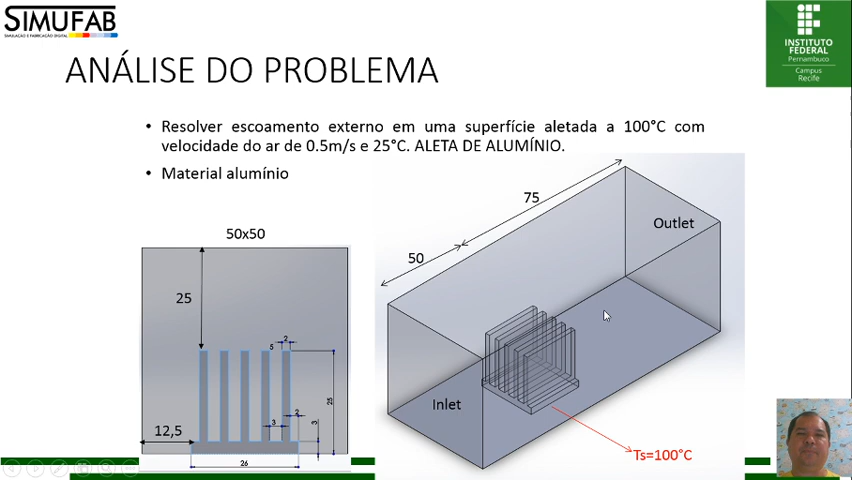 SIMUFAB
SIMULAÇÃO E FABRICAÇÃO DIGITAL
INSTITUTO
FEDERAL
Pernambuco
Campus
Recife
ANÁLISE DO PROBLEMA
• Resolver escoamento externo em uma superfície aletada a 100°C com
velocidade do ar de 0.5m/s e 25°C. ALETA DE ALUMÍNIO.
• Material alumínio
50x50
25
12,5
2
5
2
3
3
25
26
75
50
Outlet
Inlet
Ts=100°C